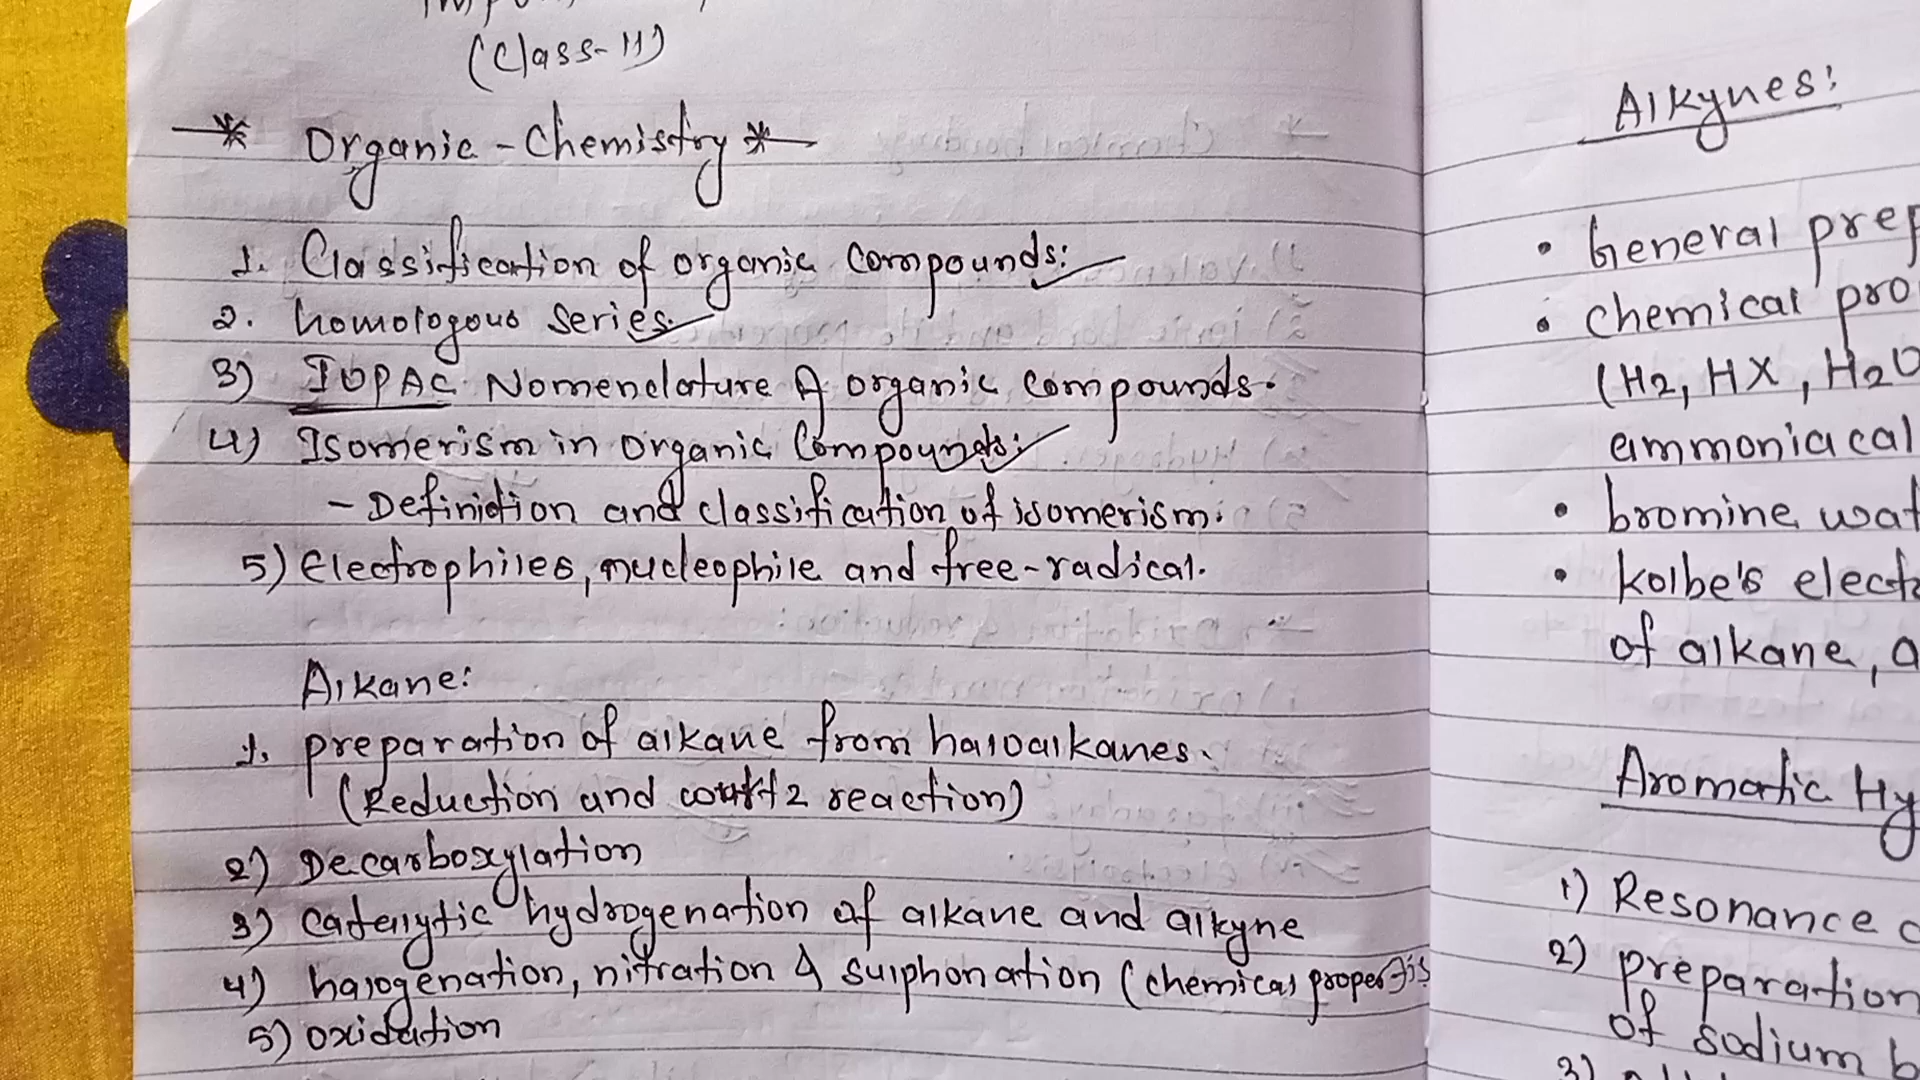 (Class-11)
Organic-Chemistry
1. Classification of organic compounds:
2. homologous series.
3) IUPAC Nomenclature of organic compounds.
4) Isomerism in organic compounds:
- Definition and classification of isomerism.
5) Electrophiles, nucleophile and free-radical.
Alkane:
1. preparation of alkane from haloalkanes.
(Reduction and reaction)
2) Decarboxylation
3) catalytic hydrogenation of alkane and alkyne
4) halogenation, nitration & sulphonation (chemical propertis
5) oxidation
Alkynes:
• General prep
• chemical pro
(H2, HX, H2O
ammoniacal
• bromine wat
• kolbe's elect
of alkane, a
Aromatic Hy
1) Resonance
2) preparation
of sodium b
3)